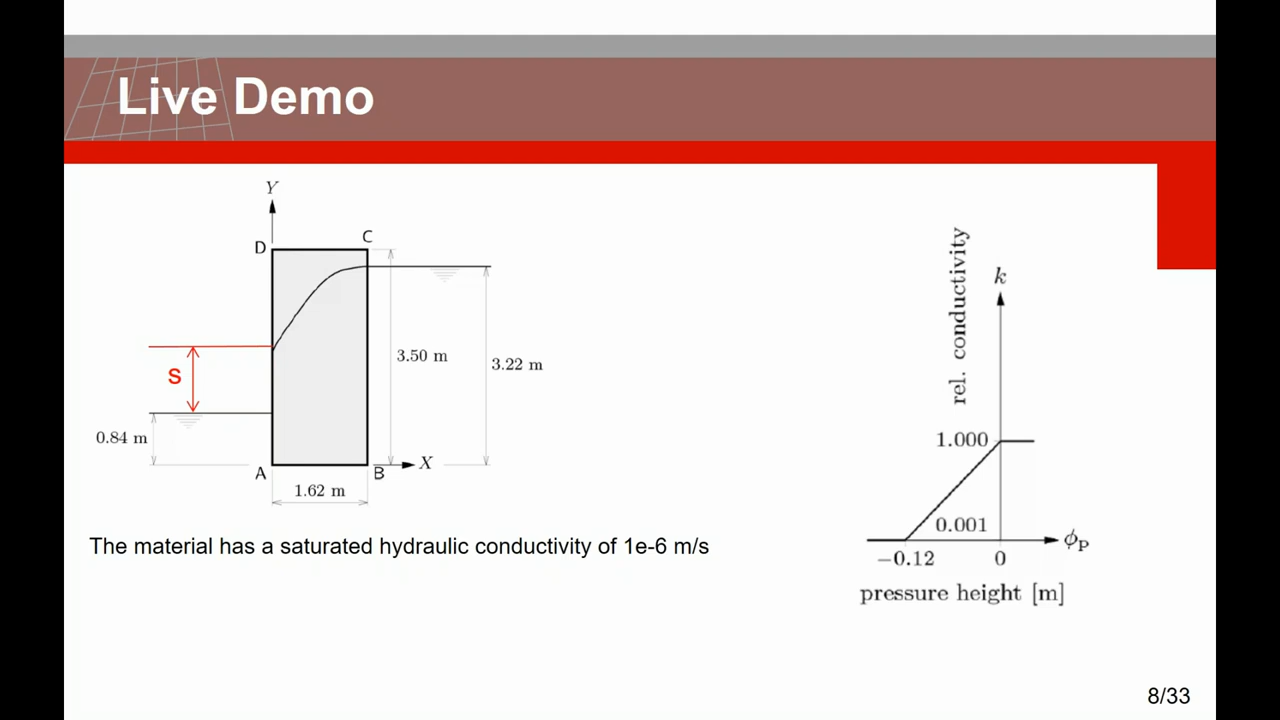 Live Demo
Y
D
C
S
3.50 m
3.22 m
0.84 m
A
B
X
1.62 m
The material has a saturated hydraulic conductivity of 1e-6 m/s
rel. conductivity
k
1.000
0.001
ϕP
−0.12
0
pressure height [m]
8/33